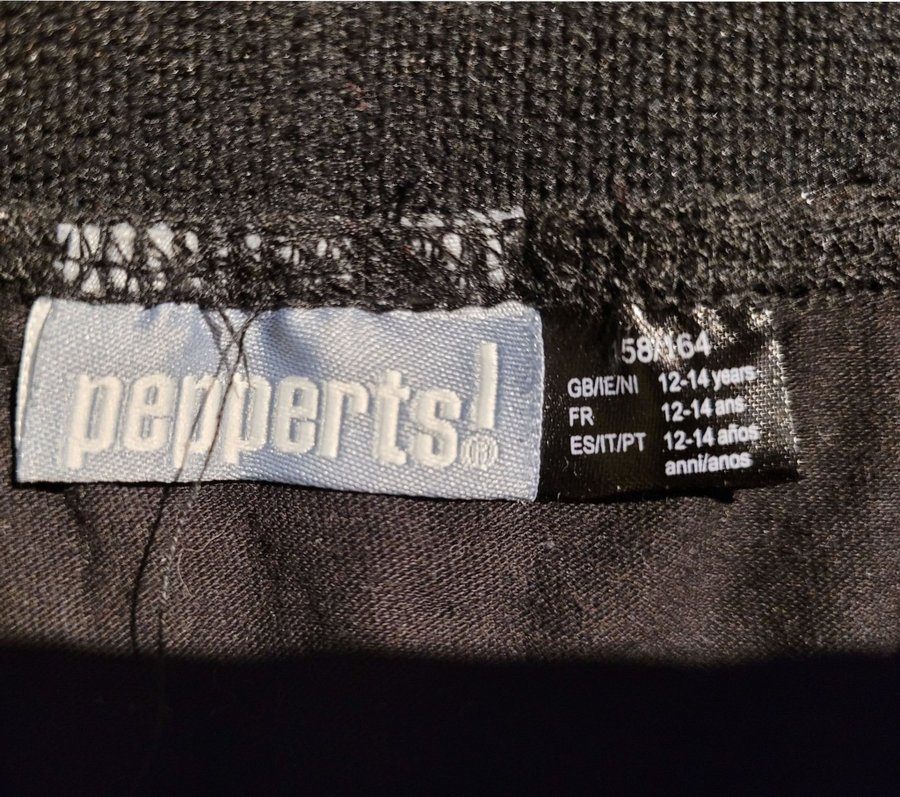 pepperts!®
158/164
GB/IE/NI 12-14 years
FR 12-14 ans
ES/IT/PT 12-14 años
anni/anos